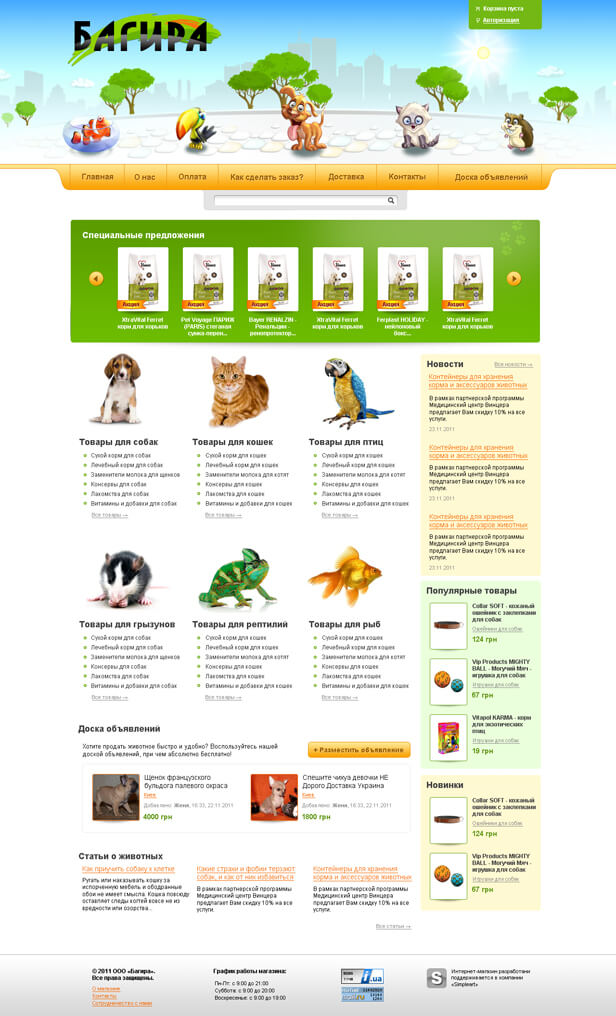 БАГИРА
Корзина пуста
Авторизация
Главная
О нас
Оплата
Как сделать заказ?
Доставка
Контакты
Доска объявлений
Специальные предложения
Акция
Акция
Акция
Акция
Акция
Акция
XtraVital Ferret
корм для хорьков
Pet Voyage ПАРИЖ
(PARIS) стеганая
сумка-перен...
Bayer RENALZIN -
Ренальцин -
ренопротектор...
XtraVital Ferret
корм для хорьков
Ferplast HOLIDAY -
нейлоновый
бокс...
XtraVital Ferret
корм для хорьков
Товары для собак
Сухой корм для собак
Лечебный корм для собак
Заменители молока для щенков
Консервы для собак
Лакомства для собак
Витамины и добавки для собак
Все товары →
Товары для кошек
Сухой корм для кошек
Лечебный корм для кошек
Заменители молока для котят
Консервы для кошек
Лакомства для кошек
Витамины и добавки для кошек
Все товары →
Товары для птиц
Сухой корм для кошек
Лечебный корм для кошек
Заменители молока для котят
Консервы для кошек
Лакомства для кошек
Витамины и добавки для кошек
Все товары →
Товары для грызунов
Сухой корм для собак
Лечебный корм для собак
Заменители молока для щенков
Консервы для собак
Лакомства для собак
Витамины и добавки для собак
Все товары →
Товары для рептилий
Сухой корм для кошек
Лечебный корм для кошек
Заменители молока для котят
Консервы для кошек
Лакомства для кошек
Витамины и добавки для кошек
Все товары →
Товары для рыб
Сухой корм для кошек
Лечебный корм для кошек
Заменители молока для котят
Консервы для кошек
Лакомства для кошек
Витамины и добавки для кошек
Все товары →
Новости
Все новости →
Контейнеры для хранения
корма и аксессуаров животных
В рамках партнерской программы
Медицинский центр Винцера
предлагает Вам скидку 10% на все
услуги.
23.11.2011
Контейнеры для хранения
корма и аксессуаров животных
В рамках партнерской программы
Медицинский центр Винцера
предлагает Вам скидку 10% на все
услуги.
23.11.2011
Контейнеры для хранения
корма и аксессуаров животных
В рамках партнерской программы
Медицинский центр Винцера
предлагает Вам скидку 10% на все
услуги.
23.11.2011
Популярные товары
Collar SOFT - кожаный
ошейник с заклепками
для собак
Ошейники для собак
124 грн
Vip Products MIGHTY
BALL - Могучий Мяч -
игрушка для собак
Игрушки для собак
67 грн
Vitapol KARMA - корм
для экзотических
птиц
Игрушки для собак
19 грн
Новинки
Collar SOFT - кожаный
ошейник с заклепками
для собак
Ошейники для собак
124 грн
Vip Products MIGHTY
BALL - Могучий Мяч -
игрушка для собак
Игрушки для собак
67 грн
Доска объявлений
Хотите продать животное быстро и удобно? Воспользуйтесь нашей
доской объявлений, при чем абсолютно бесплатно!
+ Разместить объявление
Щенок французского
бульдога палевого окраса
Киев
Добавлено: Женя, 16:33, 22.11.2011
4000 грн
Спешите чихуа девочки НЕ
Дорого Доставка Украина
Киев
Добавлено: Женя, 16:33, 22.11.2011
1800 грн
Статьи о животных
Как приучить собаку к клетке
Ругать или наказывать кошку за
испорченную мебель и ободранные
обои не имеет смысла. Кошка повсюду
оставляет следы когтей вовсе не из
вредности или озорства...
Какие страхи и фобии терзают
собак, и как от них избавиться
В рамках партнерской программы
Медицинский центр Винцера
предлагает Вам скидку 10% на все
услуги.
Контейнеры для хранения
корма и аксессуаров животных
В рамках партнерской программы
Медицинский центр Винцера
предлагает Вам скидку 10% на все
услуги.
Все статьи →
© 2011 ООО «Багира».
Все права защищены.
О магазине
Контакты
Сотрудничество с нами
График работы магазина:
Пн-Пт: с 9.00 до 21:00
Суббота: с 9.00 до 20:00
Воскресенье: с 9.00 до 19:00
i.ua
S
Интернет-магазин разработан и
поддерживается в компании
«Simpleart»